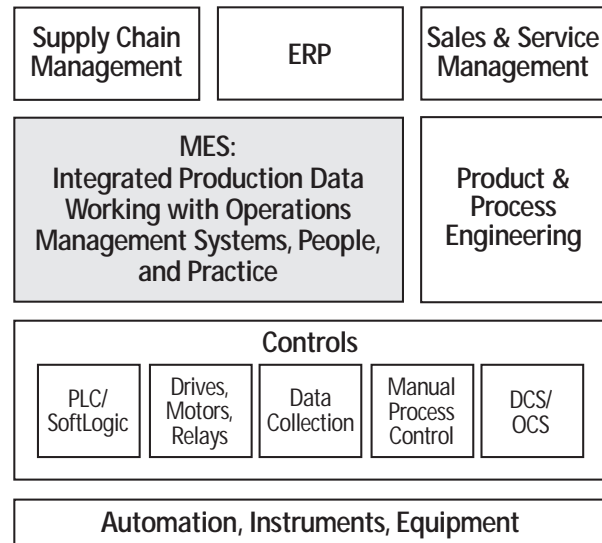 Supply Chain
Management
ERP
Sales & Service
Management
MES:
Integrated Production Data
Working with Operations
Management Systems, People,
and Practice
Product &
Process
Engineering
Controls
PLC/
SoftLogic
Drives,
Motors,
Relays
Data
Collection
Manual
Process
Control
DCS/
OCS
Automation, Instruments, Equipment